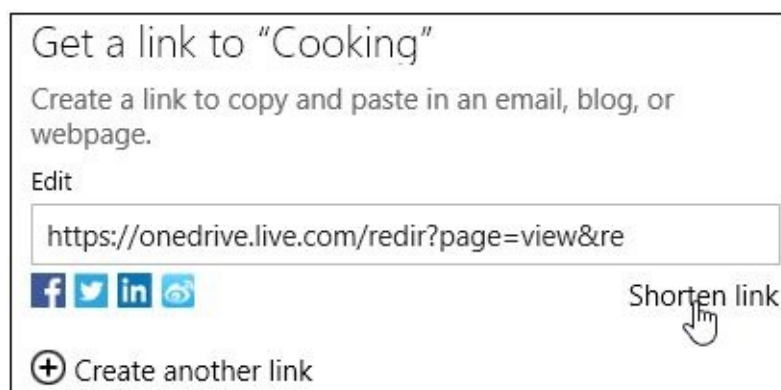 Get a link to “Cooking”
Create a link to copy and paste in an email, blog, or
webpage.
Edit
https://onedrive.live.com/redir?page=view&re
f in
Shorten link
Create another link